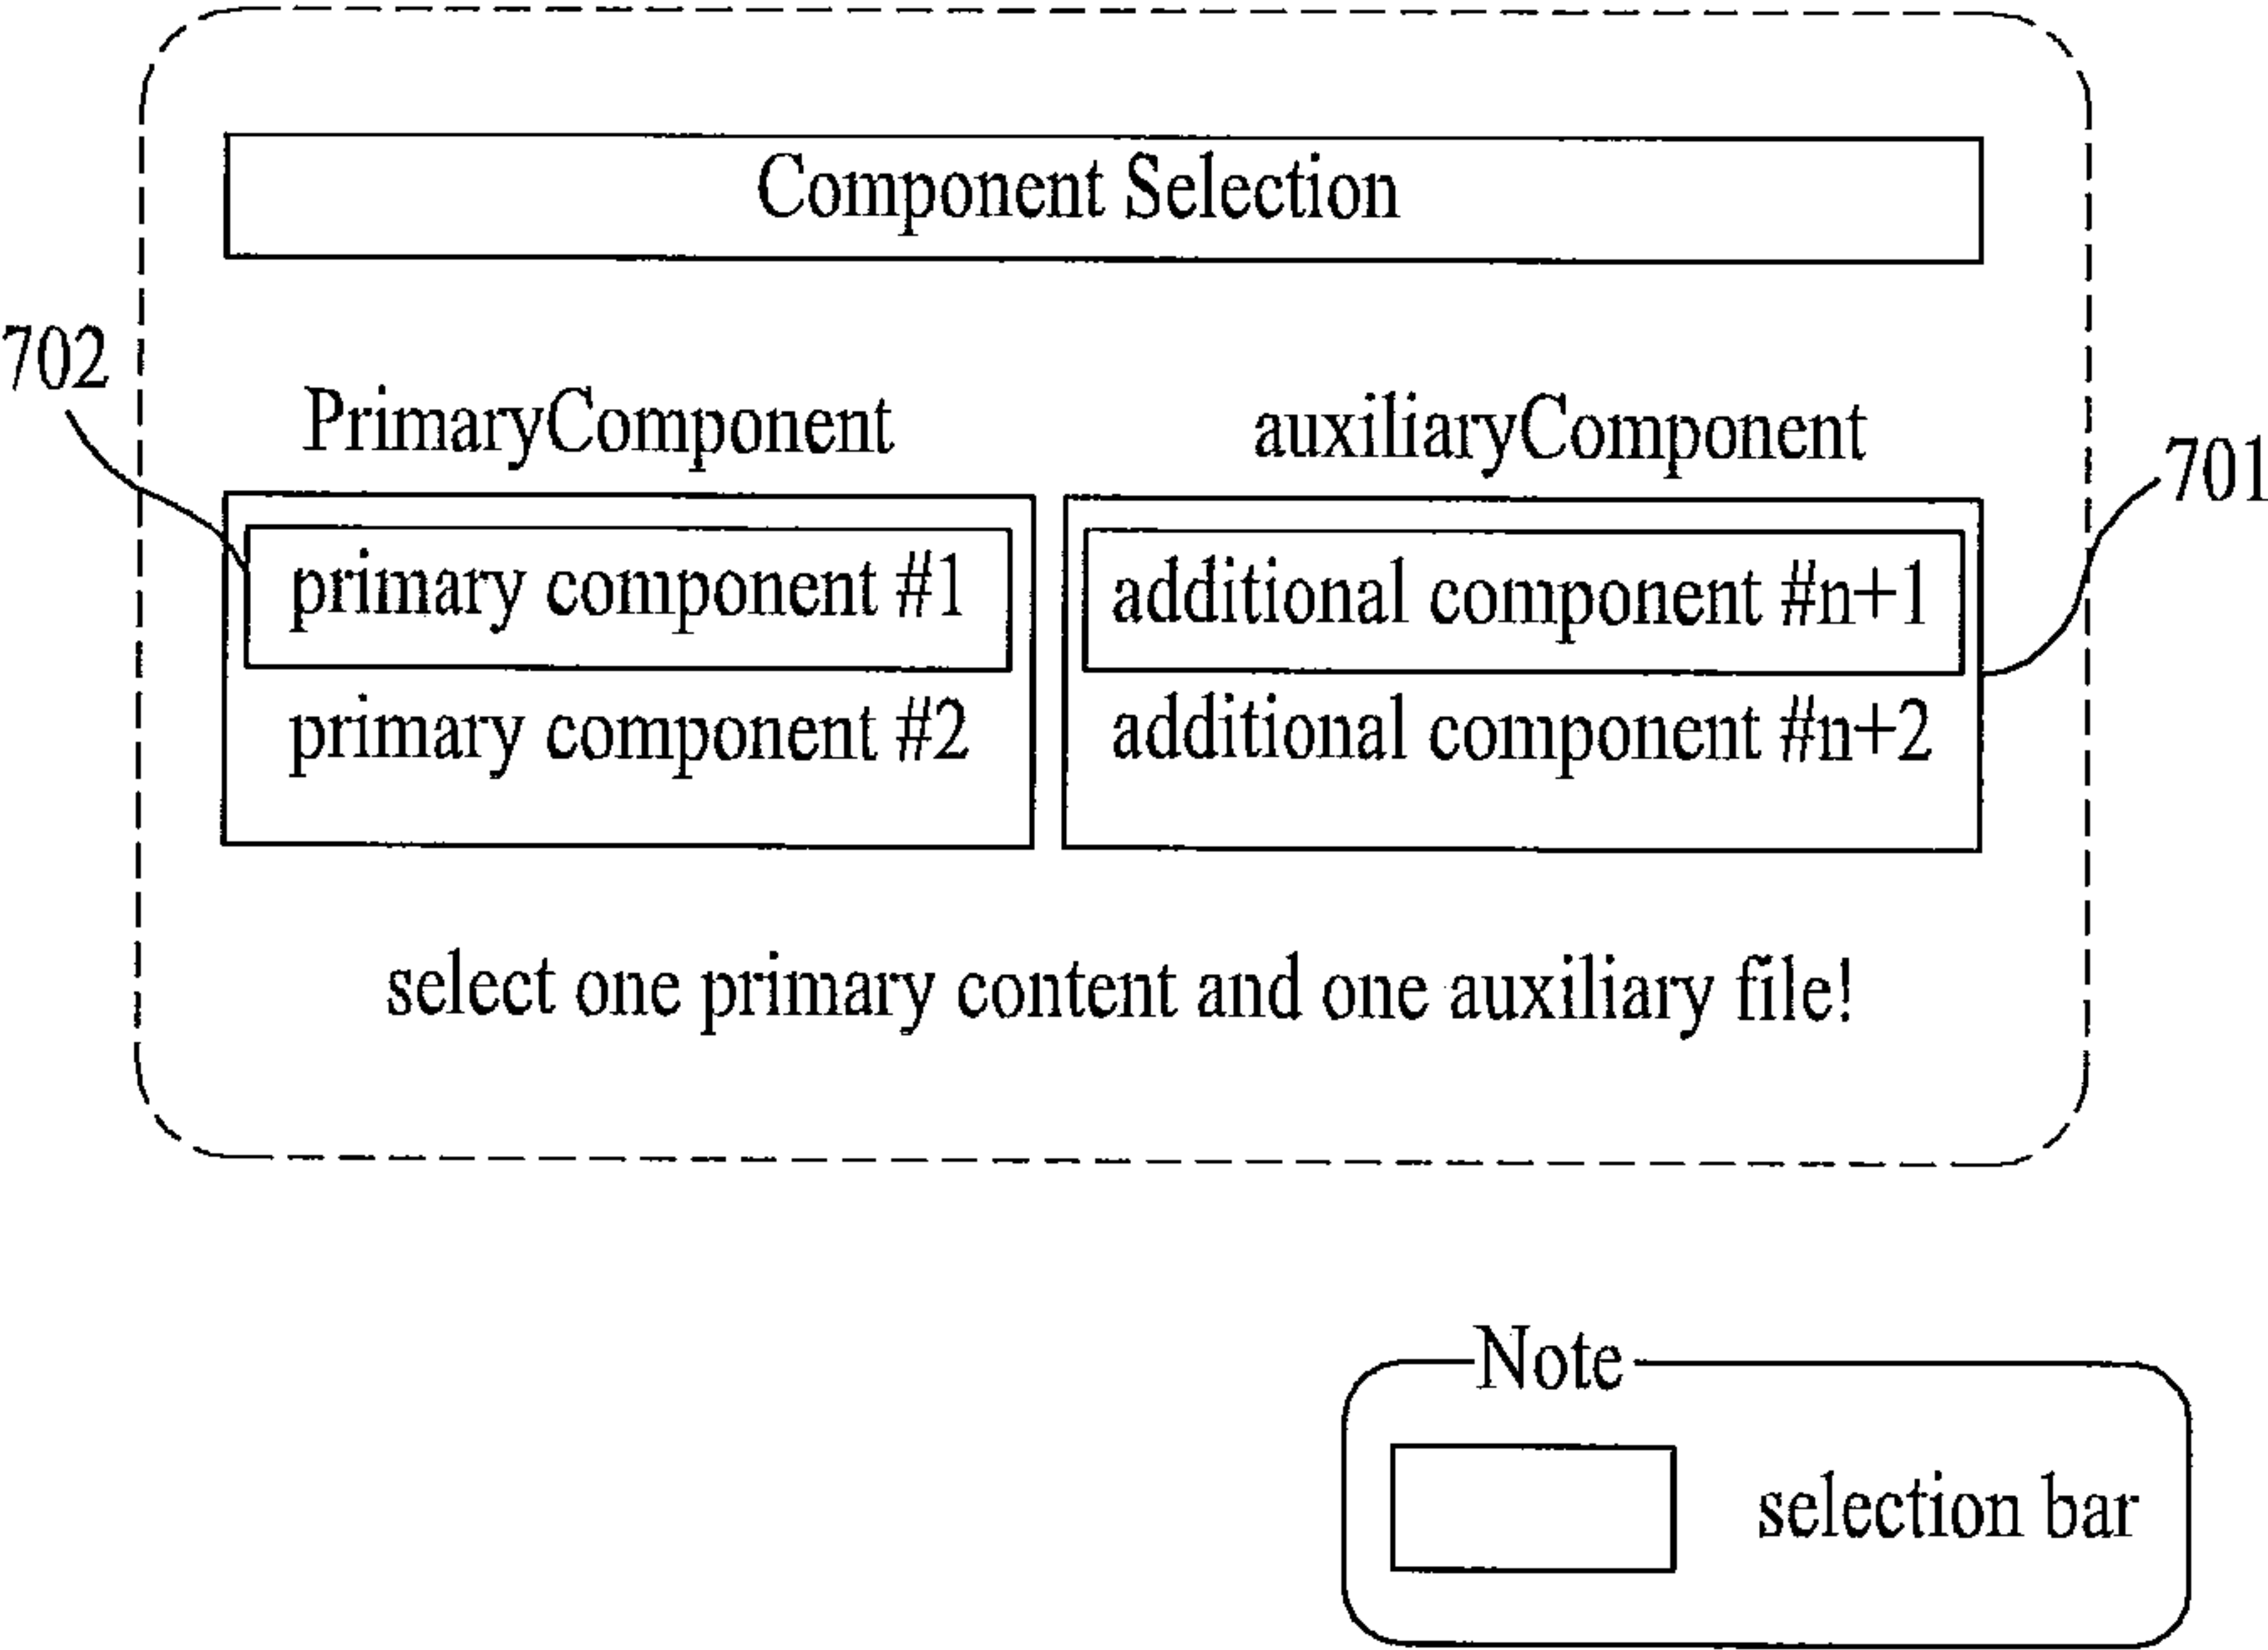 Component Selection
702
PrimaryComponent
auxiliaryComponent
701
primary component #1
additional component #n+1
primary component #2
additional component #n+2
select one primary content and one auxiliary file!
Note
selection bar